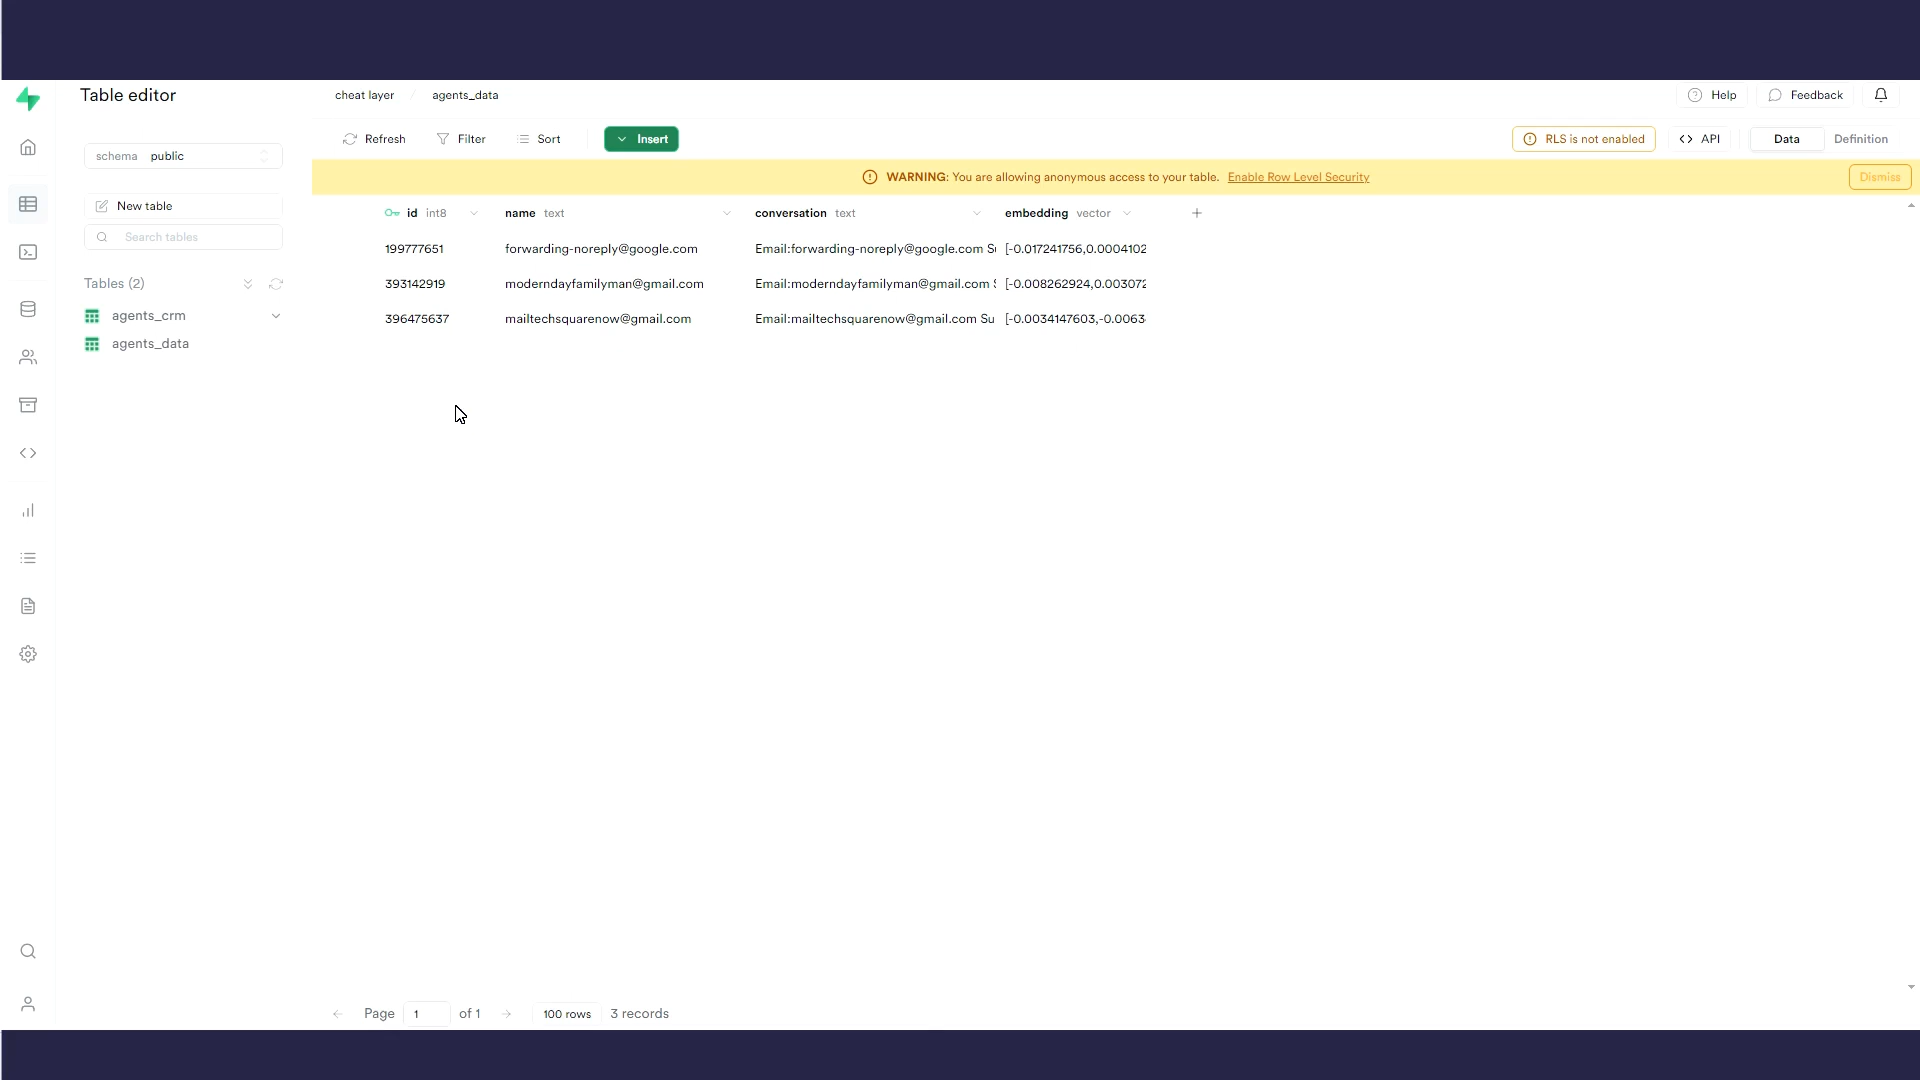 Table editor
cheat layer / agents_data
Help
Feedback
schema public
Refresh
Filter
Sort
Insert
RLS is not enabled
<> API
Data
Definition
WARNING: You are allowing anonymous access to your table. Enable Row Level Security
Dismiss
New table
Search tables
Tables (2)
agents_crm
agents_data
id int8 name text conversation text embedding vector
199777651 forwarding-noreply@google.com Email:forwarding-noreply@google.com [-0.017241756,0.0004102
393142919 moderndayfamilyman@gmail.com Email:moderndayfamilyman@gmail.com [-0.008262924,0.003072
396475637 mailtechsquarenow@gmail.com Email:mailtechsquarenow@gmail.com Su [-0.0034147603,-0.0063
Page 1 of 1 100 rows 3 records